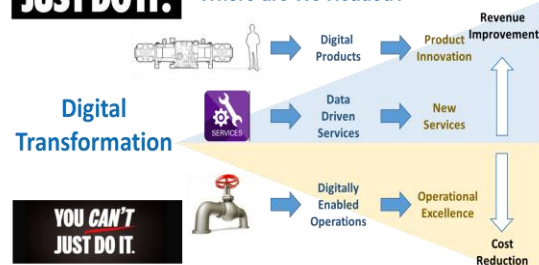 JUST DO IT.
Where are We Headed?
Revenue
Improvement
Digital
Products
Product
Innovation
Digital
Transformation
SERVICES
Data
Driven
Services
New
Services
YOU CAN'T
JUST DO IT.
Digitally
Enabled
Operations
Operational
Excellence
Cost
Reduction